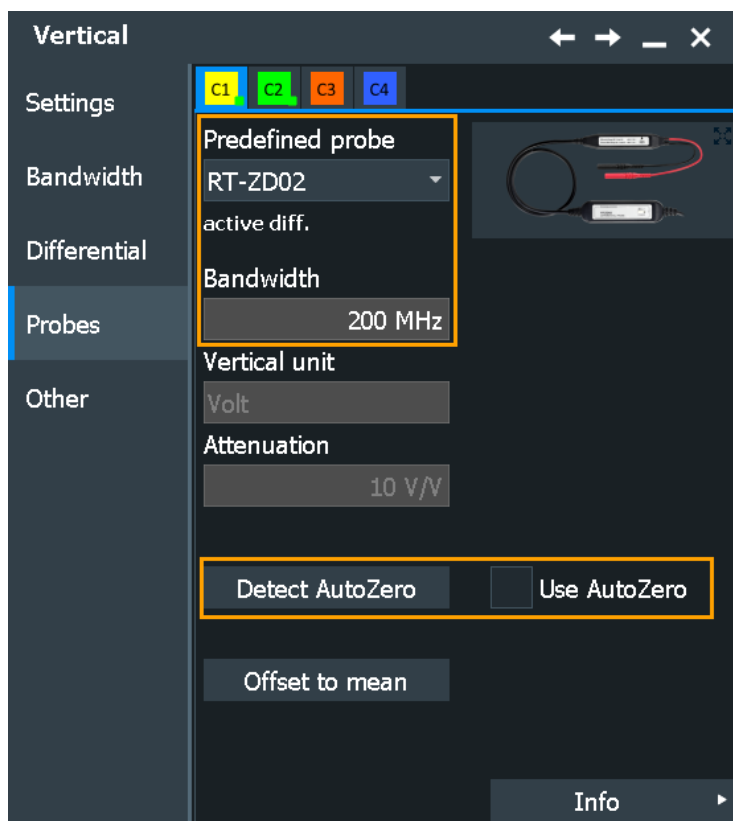 Vertical
Settings
Bandwidth
Differential
Probes
Other
C1 C2 C3 C4
Predefined probe
RT-ZD02
active diff.
Bandwidth
200 MHz
Vertical unit
Volt
Attenuation
10 V/V
Detect AutoZero Use AutoZero
Offset to mean
Info